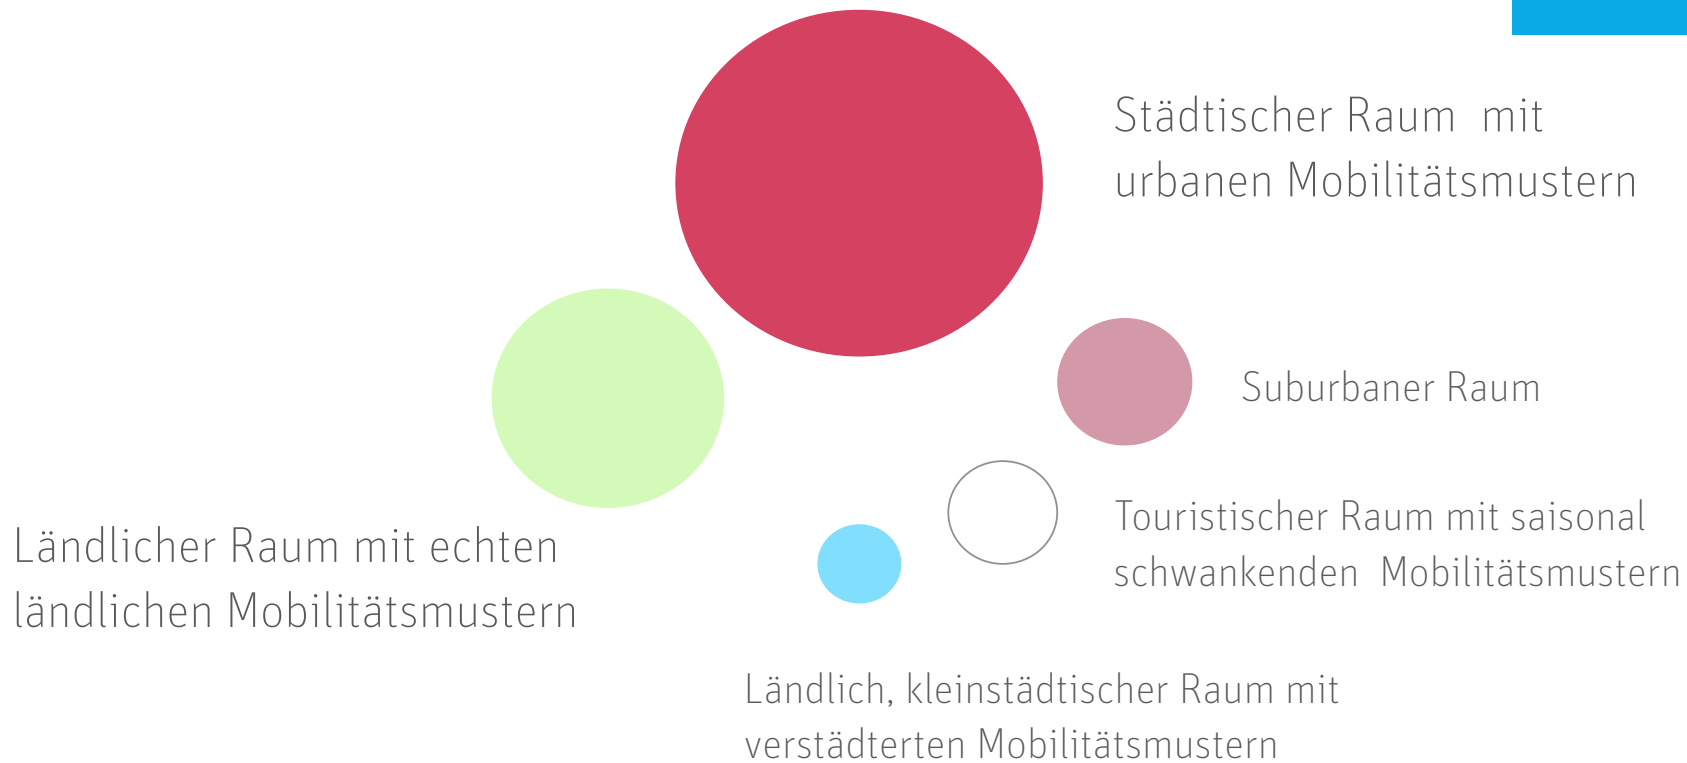 Städtischer Raum mit
urbanen Mobilitätsmustern
Suburbaner Raum
Touristischer Raum mit saisonal
schwankenden Mobilitätsmustern
Ländlicher Raum mit echten
ländlichen Mobilitätsmustern
Ländlich, kleinstädtischer Raum mit
verstädterten Mobilitätsmustern